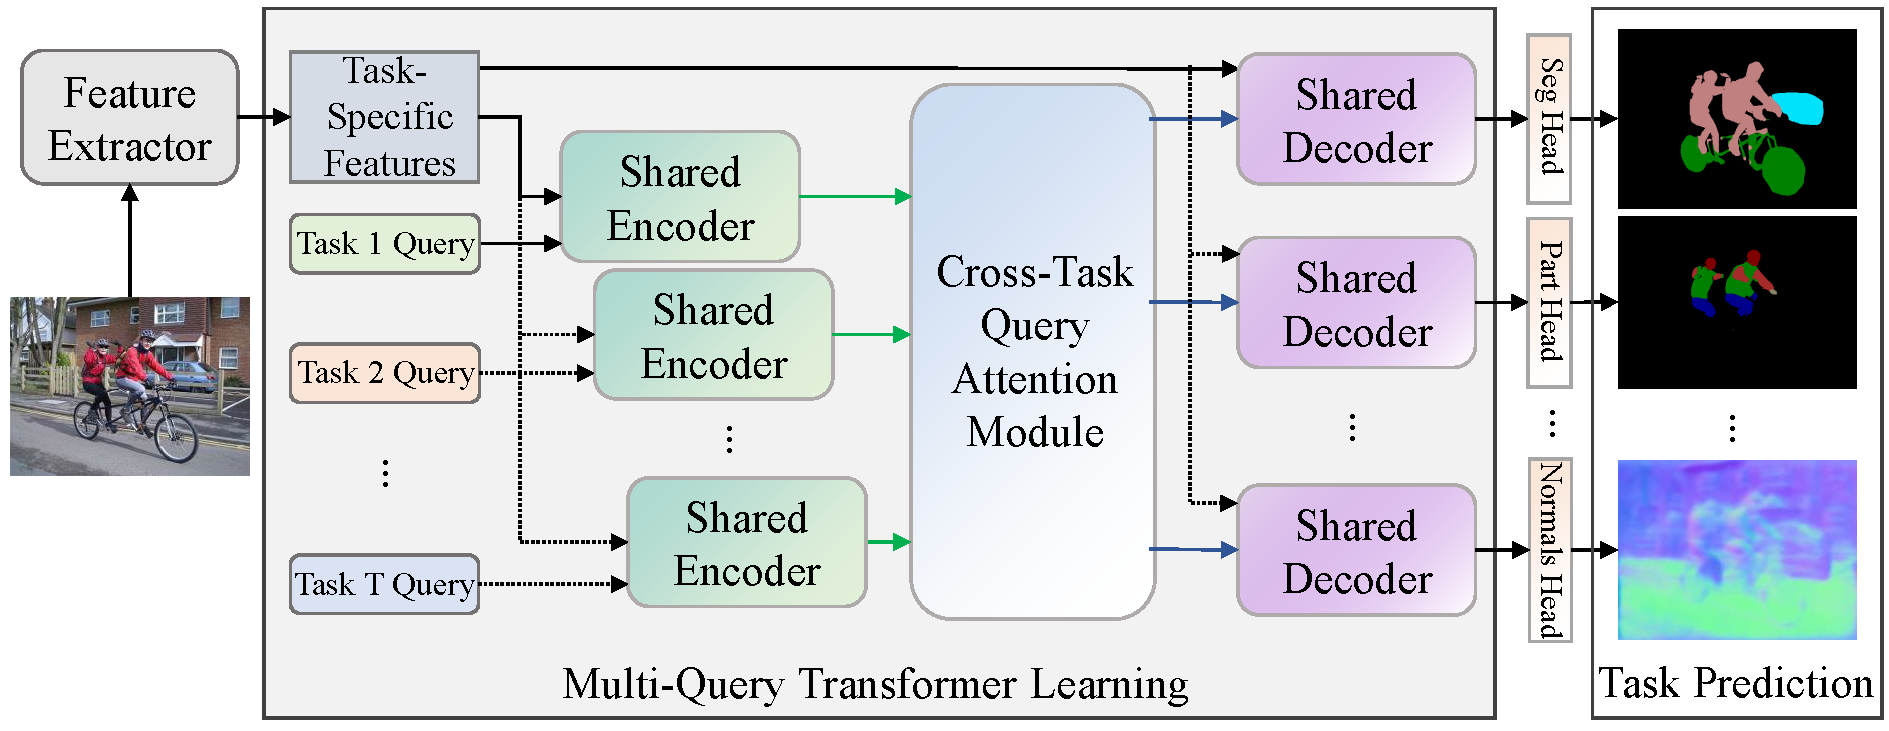 Feature
Extractor
Task-
Specific
Features
Task 1 Query
Task 2 Query
⋮
Task T Query
Shared
Encoder
Shared
Encoder
⋮
Shared
Encoder
Cross-Task
Query
Attention
Module
Shared
Decoder
Shared
Decoder
⋮
Shared
Decoder
Seg Head
Part Head
⋮
Normals Head
⋮
Multi-Query Transformer Learning
Task Prediction